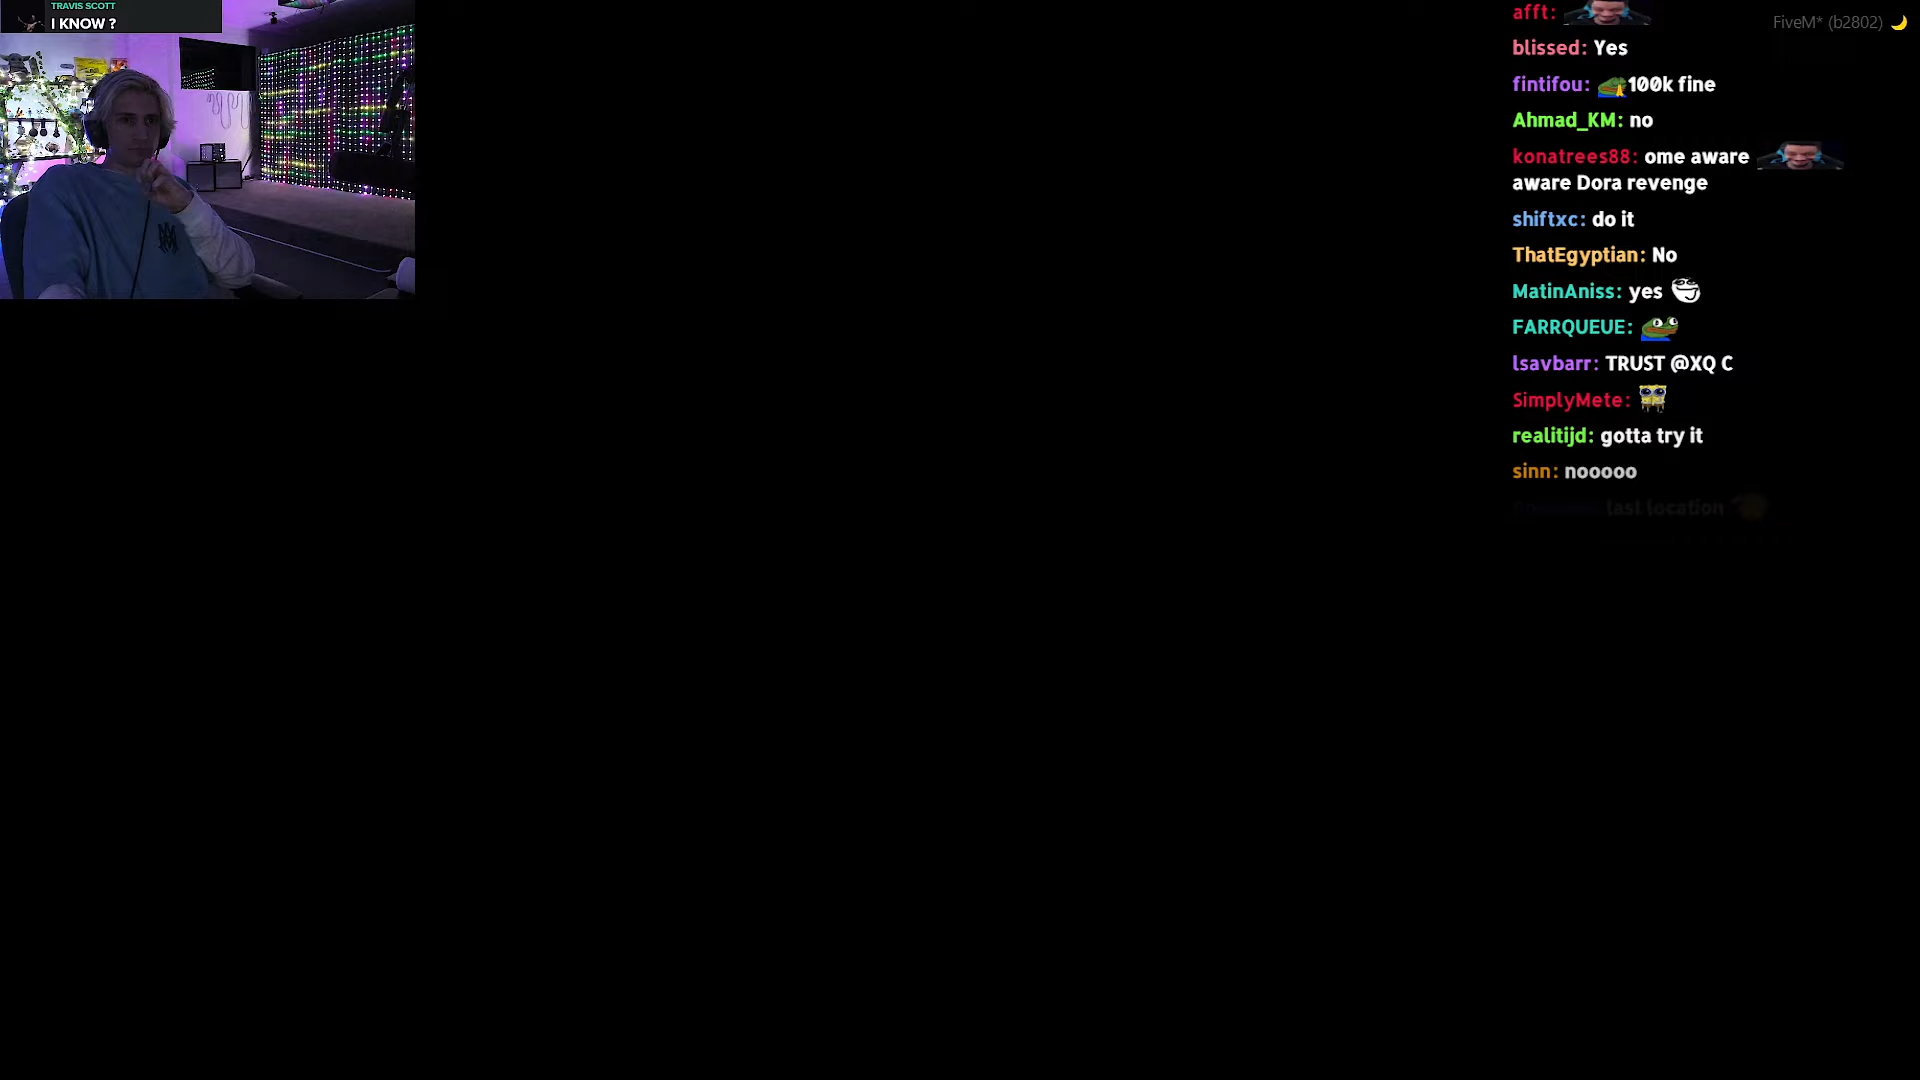 TRAVIS SCOTT
I KNOW ?
FiveM* (b2802)
afft:
blissed: Yes
fintifou: 100k fine
Ahmad_KM: no
konatrees88: ome aware
aware Dora revenge
shiftxc: do it
ThatEgyptian: No
MatinAniss: yes
FARRQUEUE:
lsavbarr: TRUST @XQ C
SimplyMete:
realitijd: gotta try it
sinn: nooooo
last location